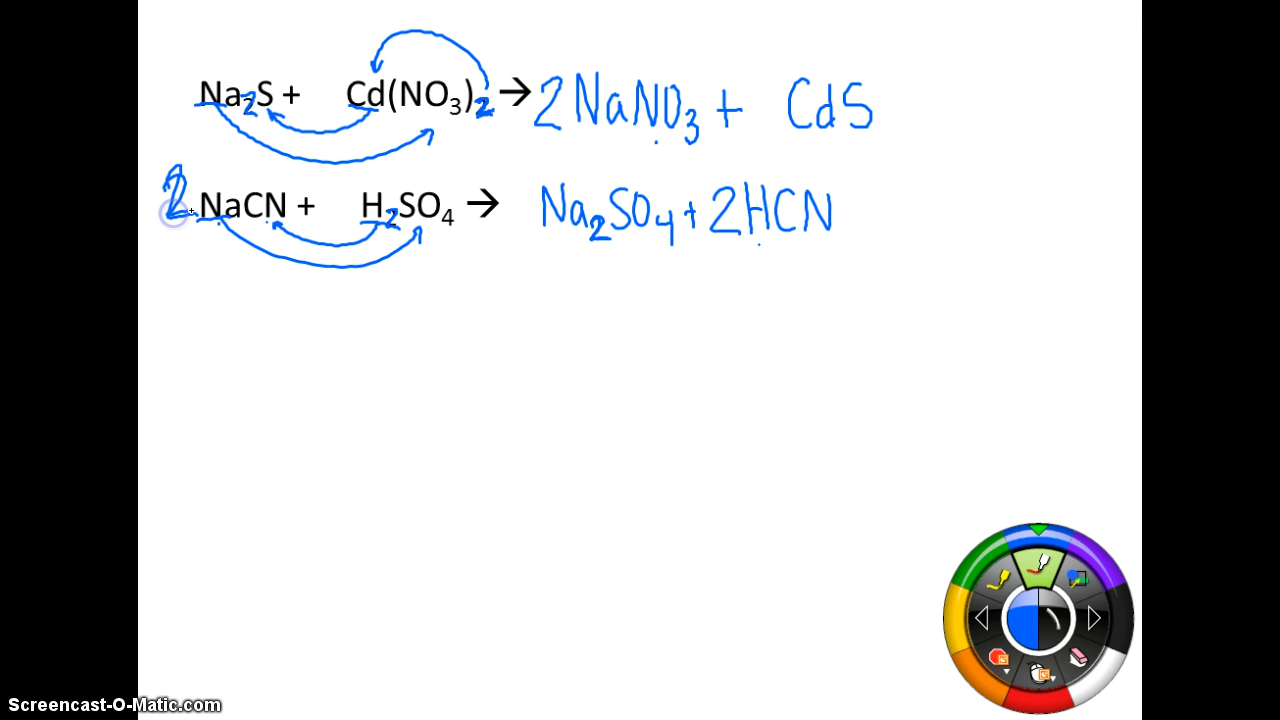 Na₂S + Cd(NO₃)₂ → 2NaNO₃ + CdS
2NaCN + H₂SO₄ → Na₂SO₄ + 2HCN
Screencast-O-Matic.com